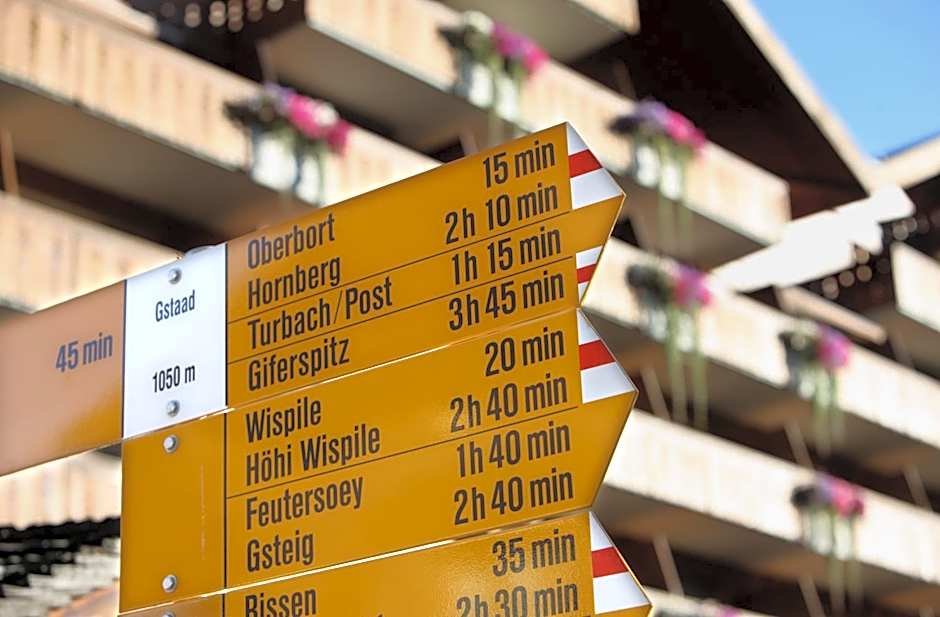 45 min
Gstaad
1050 m
Oberbort 15 min
Hornberg 2h 10 min
Turbach/Post 1h 15 min
Giferspitz 3h 45 min
Wispile 20 min
Höhi Wispile 2h 40 min
Feutersoey 1h 40 min
Gsteig 2h 40 min
Rissen 35 min
2h 30 min